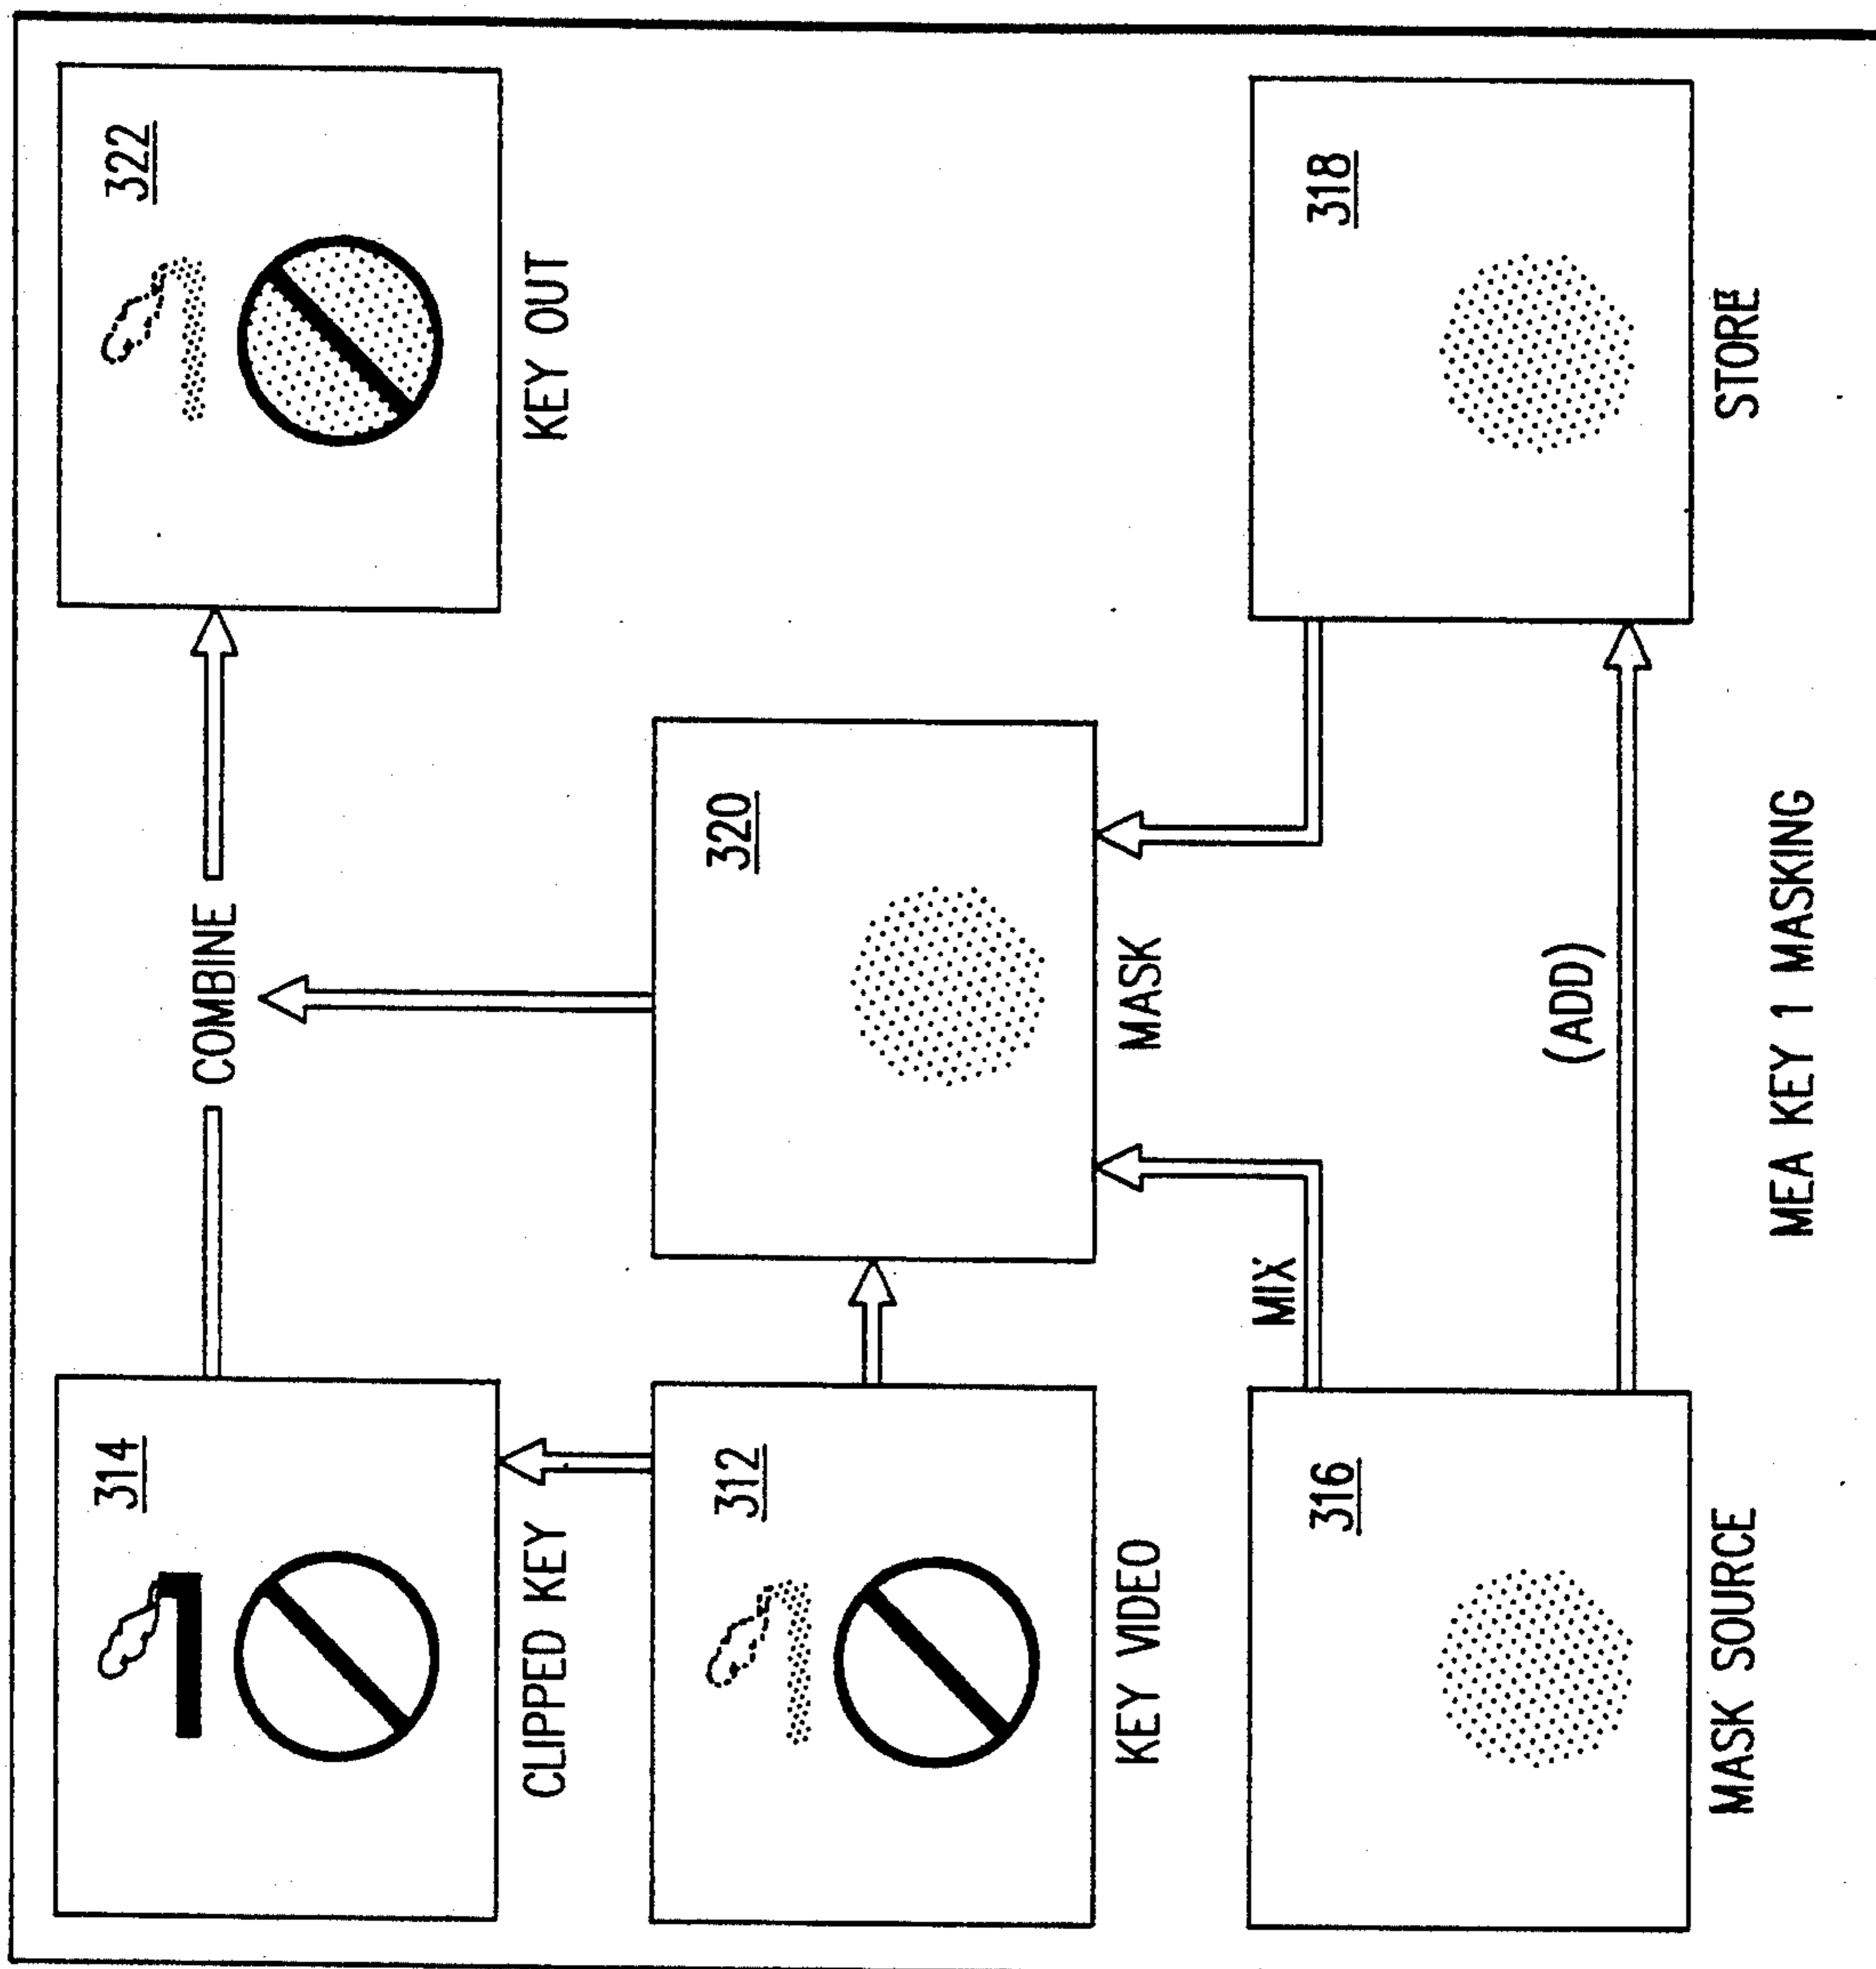 314
CLIPPED KEY
COMBINE
322
KEY OUT
312
KEY VIDEO
320
MASK
316
MASK SOURCE
MIX
(ADD)
318
STORE
MEA KEY 1 MASKING